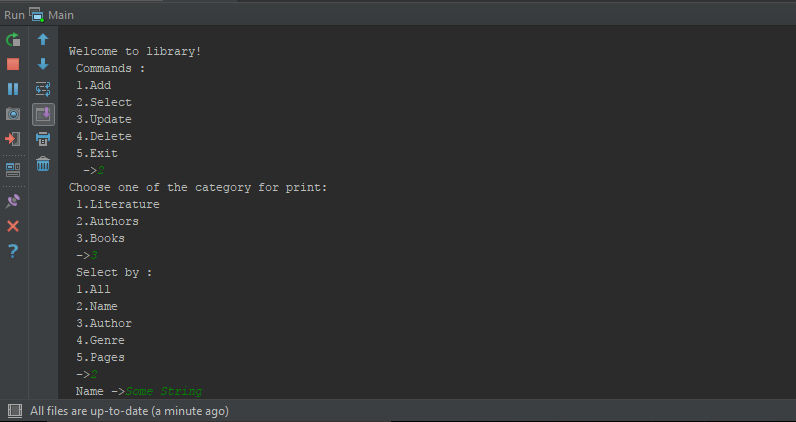 Run Main
Welcome to library!
Commands :
1.Add
2.Select
3.Update
4.Delete
5.Exit
->2
Choose one of the category for print:
1.Literature
2.Authors
3.Books
->3
Select by :
1.All
2.Name
3.Author
4.Genre
5.Pages
->2
Name ->Some String
All files are up-to-date (a minute ago)